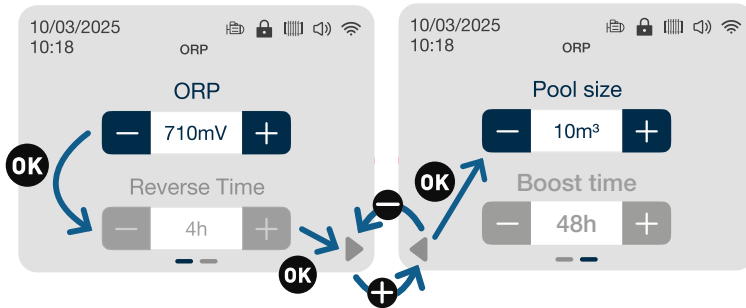 10/03/2025
10:18
ORP
ORP
710mV
Reverse Time
4h
OK
OK
10/03/2025
10:18
ORP
Pool size
10m³
Boost time
48h
OK